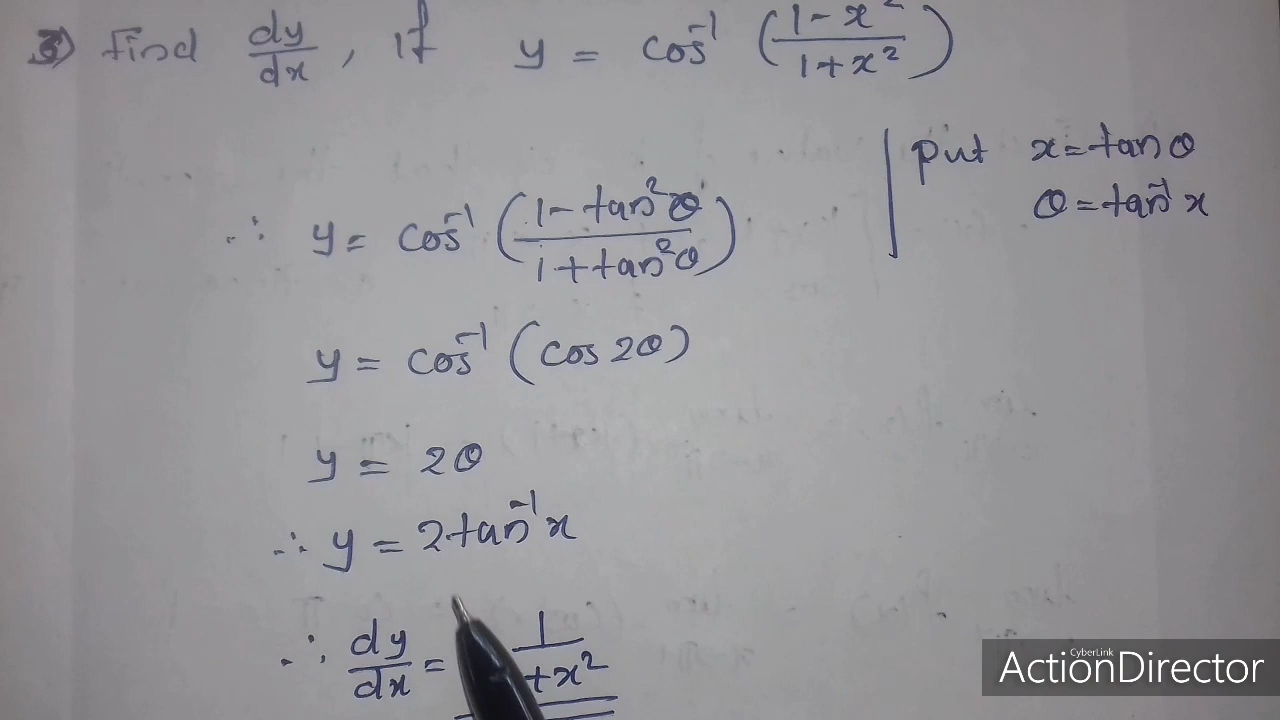 3) Find dy/dx, if y = cos⁻¹ (1-x²/1+x²)
put x = tan θ
θ = tan⁻¹ x
∴ y = cos⁻¹ (1-tan²θ/1+tan²θ)
y = cos⁻¹ (cos 2θ)
y = 2θ
∴ y = 2tan⁻¹x
∴ dy/dx = 1/+x²
CyberLink
ActionDirector